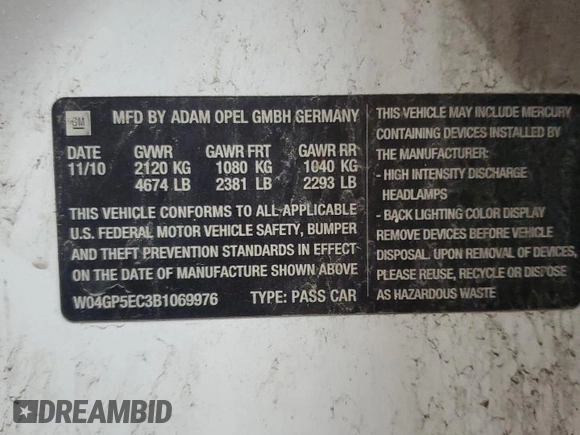 GM
MFD BY ADAM OPEL GMBH GERMANY
DATE GVWR GAWR FRT GAWR RR
11/10 2120 KG 1080 KG 1040 KG
4674 LB 2381 LB 2293 LB
THIS VEHICLE CONFORMS TO ALL APPLICABLE
U.S. FEDERAL MOTOR VEHICLE SAFETY, BUMPER
AND THEFT PREVENTION STANDARDS IN EFFECT
ON THE DATE OF MANUFACTURE SHOWN ABOVE
W04GP5EC3B1069976 TYPE: PASS CAR
THIS VEHICLE MAY INCLUDE MERCURY
CONTAINING DEVICES INSTALLED BY
THE MANUFACTURER:
- HIGH INTENSITY DISCHARGE
HEADLAMPS
- BACK LIGHTING COLOR DISPLAY
REMOVE DEVICES BEFORE VEHICLE
DISPOSAL. UPON REMOVAL OF DEVICES,
PLEASE REUSE, RECYCLE OR DISPOSE
AS HAZARDOUS WASTE
DREAMBID